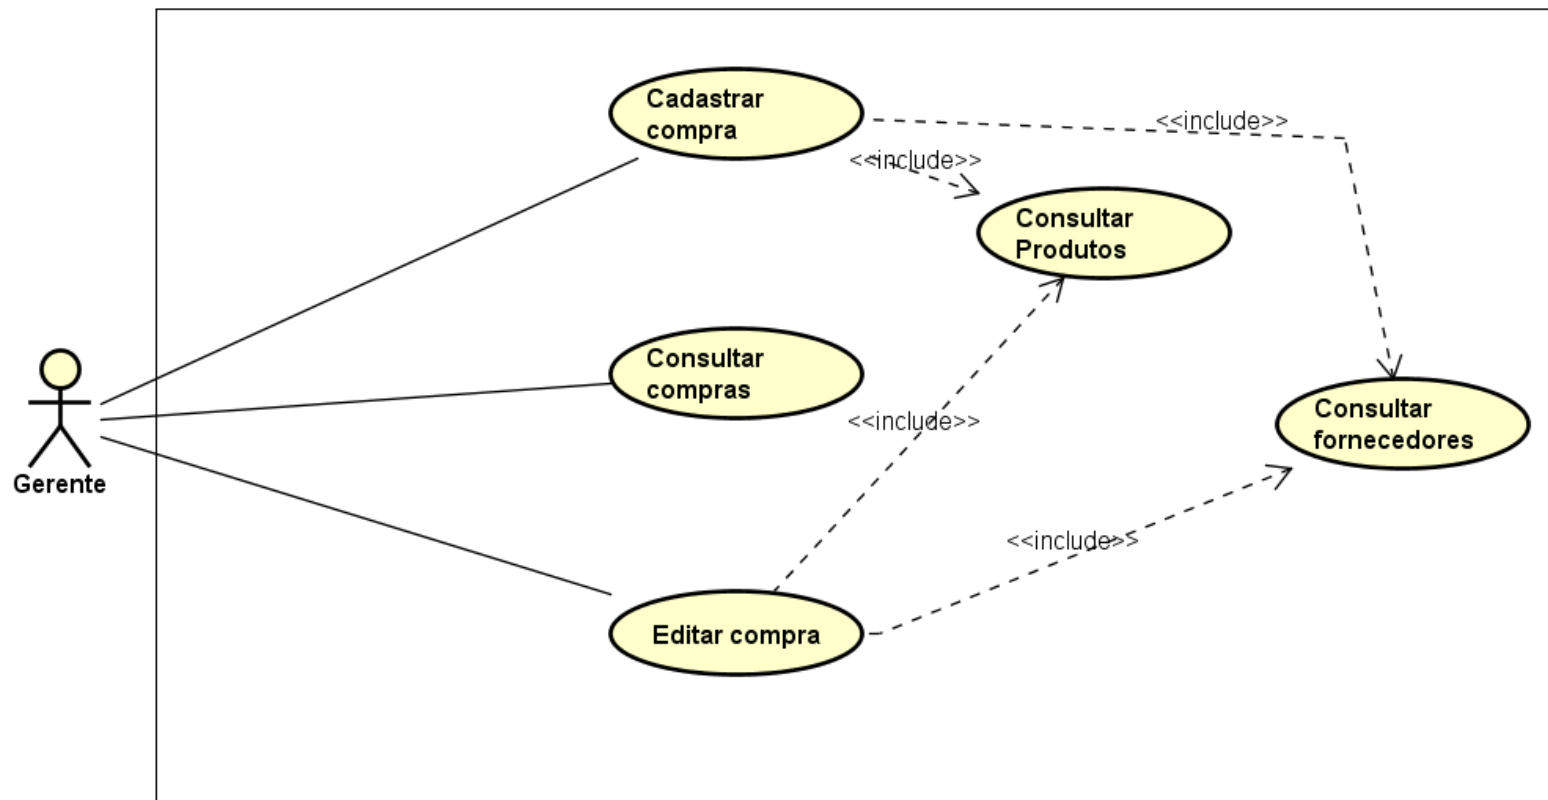 Cadastrar
compra
<<include>>
<<include>>
Consultar
Produtos
Consultar
compras
<<include>>
Consultar
fornecedores
Gerente
<<include>>
Editar compra